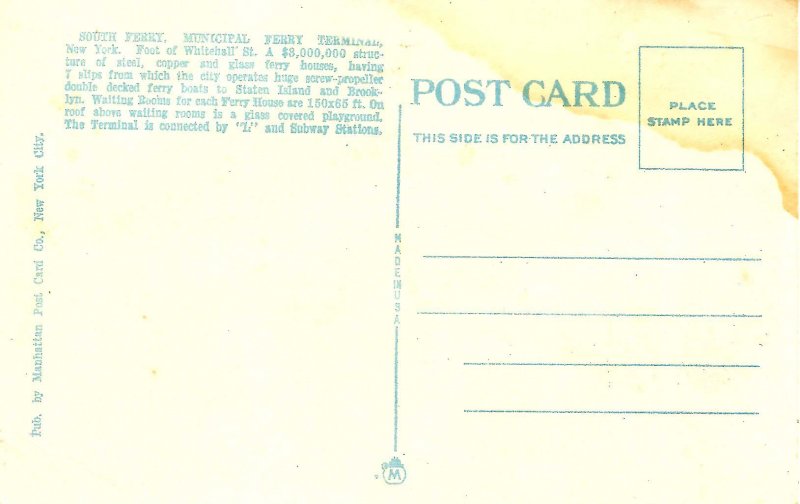 SOUTH FERRY, MUNICIPAL FERRY TERMINAL,
New York. Foot of Whitehall St. A $3,000,000 struc-
ture of steel, copper and glass ferry houses, having
7 slips from which the city operates huge screw-propeller
double decked ferry boats to Staten Island and Brook-
lyn. Waiting Rooms for each Ferry House are 150x65 ft. On
roof above waiting rooms is a glass covered playground.
The Terminal is connected by "L" and Subway Stations.
Pub. by Manhattan Post Card Co., New York City.
MADE IN USA
M
POST CARD
THIS SIDE IS FOR THE ADDRESS
PLACE
STAMP HERE